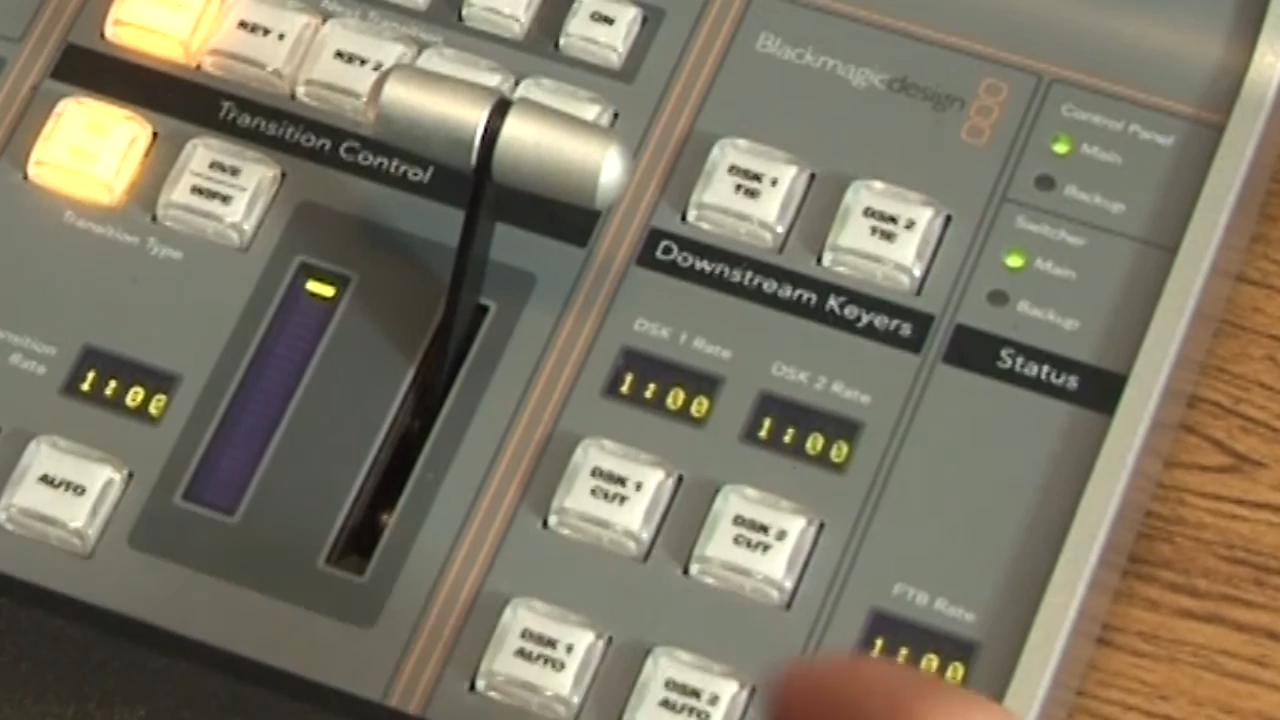 ON
KEY 1
KEY 2
Blackmagicdesign
Control Panel
Main
Backup
Transition Control
DVE
WIPE
Transition Type
DSK 1
TIE
DSK 2
TIE
Switcher
Main
Backup
Downstream Keyers
Status
DSK 1 Rate
DSK 2 Rate
Rate
1:00
1:00
1:00
AUTO
DSK 1
CUT
DSK 2
CUT
FTB Rate
1:00
DSK 1
AUTO
DSK 2
AUTO